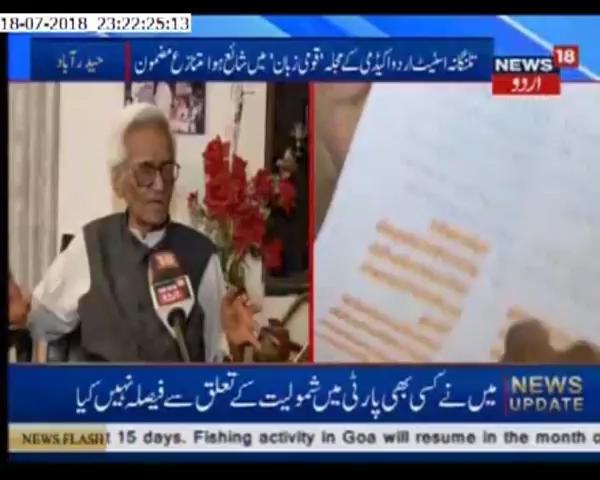 18-07-2018 23:22:25:13
حیدرآباد
تلنگانہ اسٹیٹ اردو اکیڈمی کے مجلہ 'قومی زبان' میں شائع ہوا متنازع مضمون
NEWS 18
اردو
18
NEWS
میں نے کسی بھی پارٹی میں شمولیت کے تعلق سے فیصلہ نہیں کیا
NEWS
UPDATE
NEWS FLASH t 15 days. Fishing activity in Goa will resume in the month o